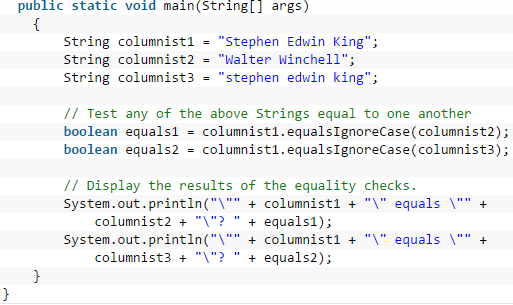 public static void main(String[] args)
{
String columnist1 = "Stephen Edwin King";
String columnist2 = "Walter Winchell";
String columnist3 = "stephen edwin king";
// Test any of the above Strings equal to one another
boolean equals1 = columnist1.equalsIgnoreCase(columnist2);
boolean equals2 = columnist1.equalsIgnoreCase(columnist3);
// Display the results of the equality checks.
System.out.println("\"" + columnist1 + "\" equals \"" +
columnist2 + "\"? " + equals1);
System.out.println("\"" + columnist1 + "\" equals \"" +
columnist3 + "\"? " + equals2);
}
}